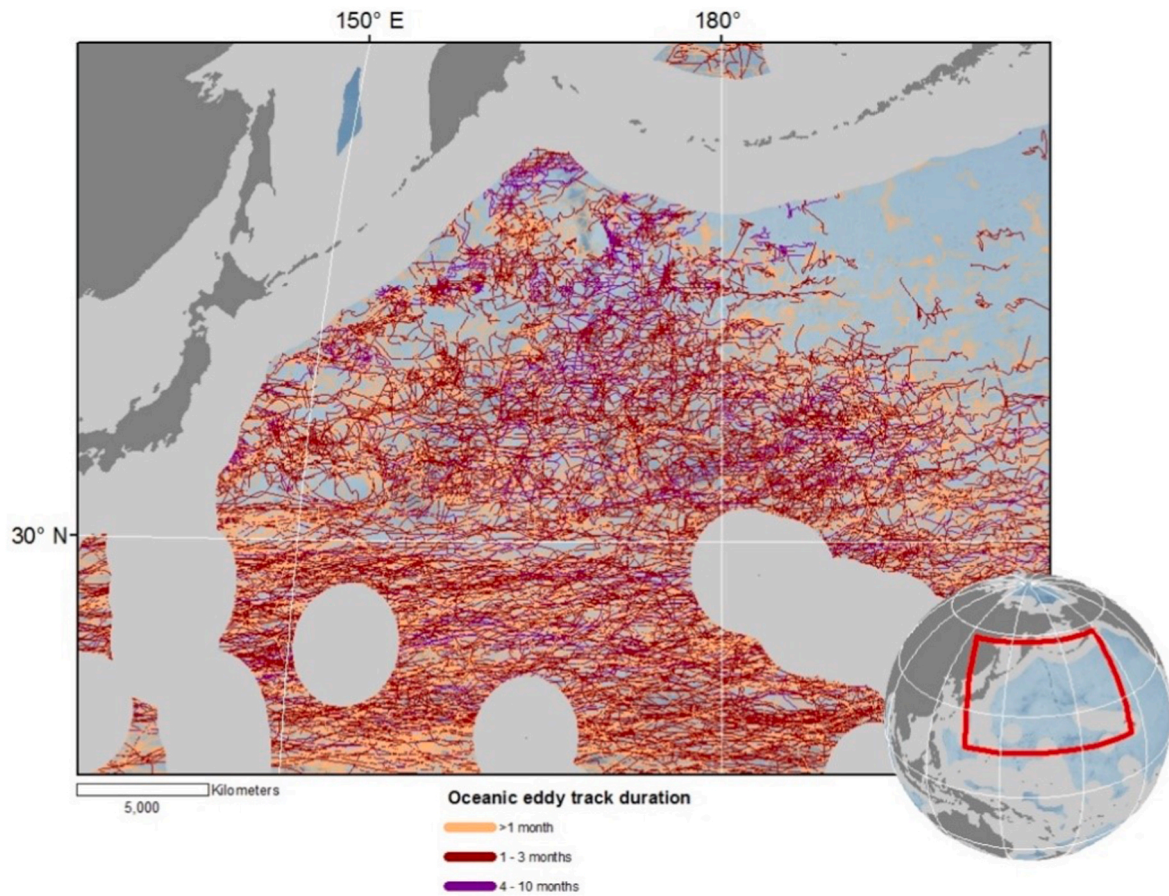 150° E
180°
30° N
Kilometers
5,000
Oceanic eddy track duration
>1 month
1 - 3 months
4 - 10 months